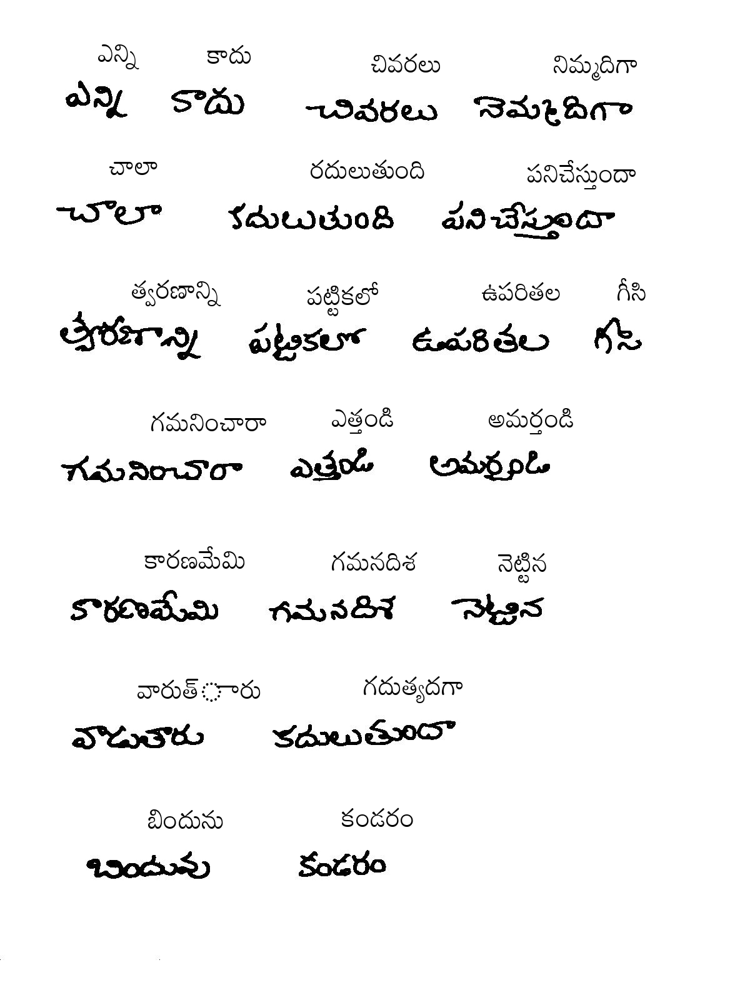 ఎన్ని కాదు చివరలు నిమ్మదిగా
ఎన్ని కాదు చివరలు నెమ్మదిగా
చాలా రదులుతుంది పనిచేస్తుందా
చాలా కదులుతుంది పనిచేస్తుందా
త్వరణాన్ని పట్టికలో ఉపరితల గీసి
త్వరణాన్ని పట్టికలో ఉపరితల గీసి
గమనించారా ఎత్తండి అమర్తండి
గమనించారా ఎత్తండి అమర్చండి
కారణమేమి గమనదిశ నెట్టిన
కారణమేమి గమనదిశ నెట్టిన
వారుత్ాారు గదుత్యదగా
వాడుతారు కదులుతుందా
బిందును కండరం
బిందువు కండరం